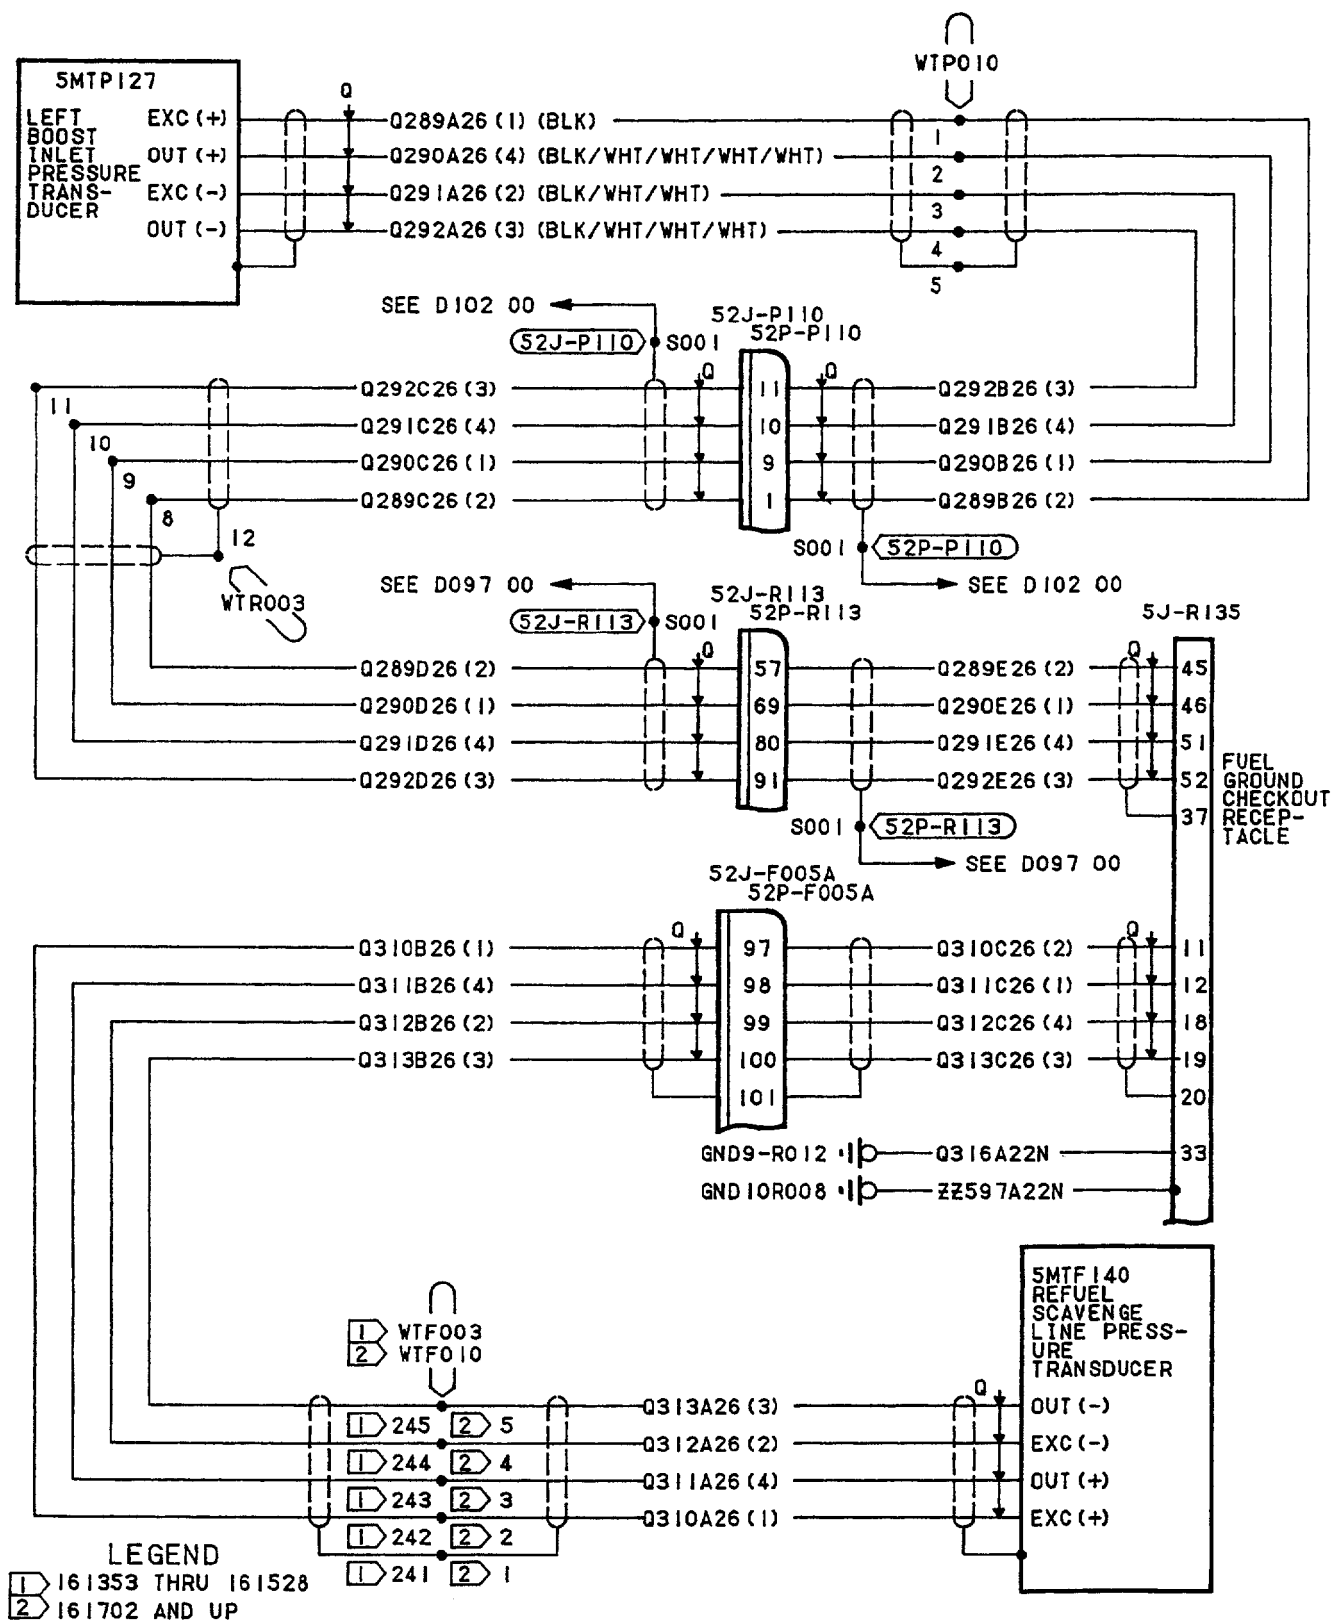 WTP010
5MTP127
LEFT
BOOST
INLET
PRESSURE
TRANS-
DUCER
EXC (+)
OUT (+)
EXC (-)
OUT (-)
Q
Q289A26 (1) (BLK)
Q290A26 (4) (BLK/WHT/WHT/WHT/WHT)
Q291A26 (2) (BLK/WHT/WHT)
Q292A26 (3) (BLK/WHT/WHT/WHT)
1
2
3
4
5
SEE D102 00
52J-P110
S001
52J-P110
52P-P110
Q
Q
Q292C26 (3)
11
Q292B26 (3)
11
Q291C26 (4)
10
Q291B26 (4)
10
Q290C26 (1)
9
Q290B26 (1)
9
Q289C26 (2)
1
Q289B26 (2)
8
12
WTR003
S001
52P-P110
SEE D102 00
SEE D097 00
52J-R113
S001
52J-R113
52P-R113
5J-R135
Q
Q
Q289D26 (2)
57
Q289E26 (2)
45
Q290D26 (1)
69
Q290E26 (1)
46
Q291D26 (4)
80
Q291E26 (4)
51
Q292D26 (3)
91
Q292E26 (3)
52
37
FUEL
GROUND
CHECKOUT
RECEP-
TACLE
S001
52P-R113
SEE D097 00
52J-F005A
52P-F005A
Q
Q
Q310B26 (1)
97
Q310C26 (2)
11
Q311B26 (4)
98
Q311C26 (1)
12
Q312B26 (2)
99
Q312C26 (4)
18
Q313B26 (3)
100
Q313C26 (3)
19
101
20
GND9-R012
Q316A22N
33
GND10R008
ZZ597A22N
5MTF140
REFUEL
SCAVENGE
LINE PRESS-
URE
TRANSDUCER
1 WTF003
2 WTF010
Q
Q313A26 (3)
OUT (-)
1 245 2 5
Q312A26 (2)
EXC (-)
1 244 2 4
Q311A26 (4)
OUT (+)
1 243 2 3
Q310A26 (1)
EXC (+)
1 242 2 2
1 241 2 1
LEGEND
1 161353 THRU 161528
2 161702 AND UP